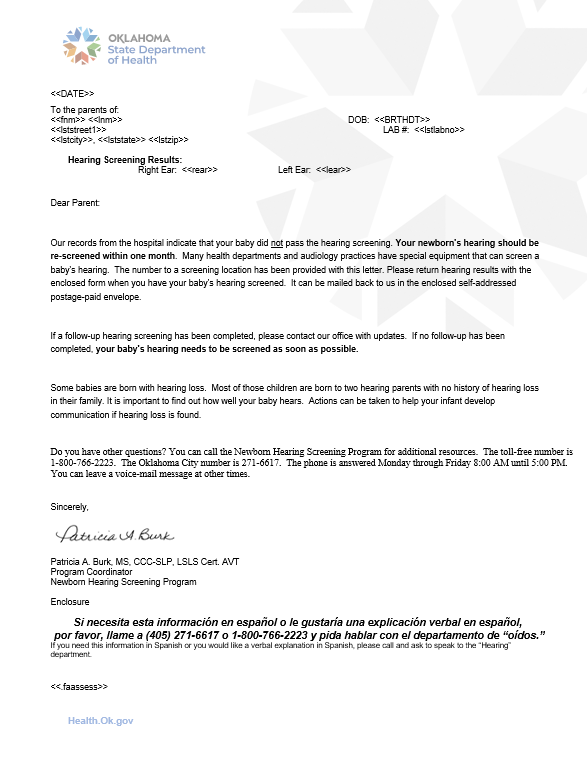 OKLAHOMA
State Department
of Health
<<DATE>>
To the parents of:
<<fnm>> <<lnm>> DOB: <<BRTHDT>>
<<lststreet1>> LAB #: <<lstlabno>>
<<lstcity>>, <<lststate>> <<lstzip>>
Hearing Screening Results:
Right Ear: <<rear>> Left Ear: <<lear>>
Dear Parent:
Our records from the hospital indicate that your baby did not pass the hearing screening. Your newborn's hearing should be
re-screened within one month. Many health departments and audiology practices have special equipment that can screen a
baby's hearing. The number to a screening location has been provided with this letter. Please return hearing results with the
enclosed form when you have your baby's hearing screened. It can be mailed back to us in the enclosed self-addressed
postage-paid envelope.
If a follow-up hearing screening has been completed, please contact our office with updates. If no follow-up has been
completed, your baby's hearing needs to be screened as soon as possible.
Some babies are born with hearing loss. Most of those children are born to two hearing parents with no history of hearing loss
in their family. It is important to find out how well your baby hears. Actions can be taken to help your infant develop
communication if hearing loss is found.
Do you have other questions? You can call the Newborn Hearing Screening Program for additional resources. The toll-free number is
1-800-766-2223. The Oklahoma City number is 271-6617. The phone is answered Monday through Friday 8:00 AM until 5:00 PM.
You can leave a voice-mail message at other times.
Sincerely,
Patricia A. Burk
Patricia A. Burk, MS, CCC-SLP, LSLS Cert. AVT
Program Coordinator
Newborn Hearing Screening Program
Enclosure
Si necesita esta información en español o le gustaría una explicación verbal en español,
por favor, llame a (405) 271-6617 o 1-800-766-2223 y pida hablar con el departamento de “oídos.”
If you need this information in Spanish or you would like a verbal explanation in Spanish, please call and ask to speak to the “Hearing”
department.
<<.faassess>>
Health.Ok.gov